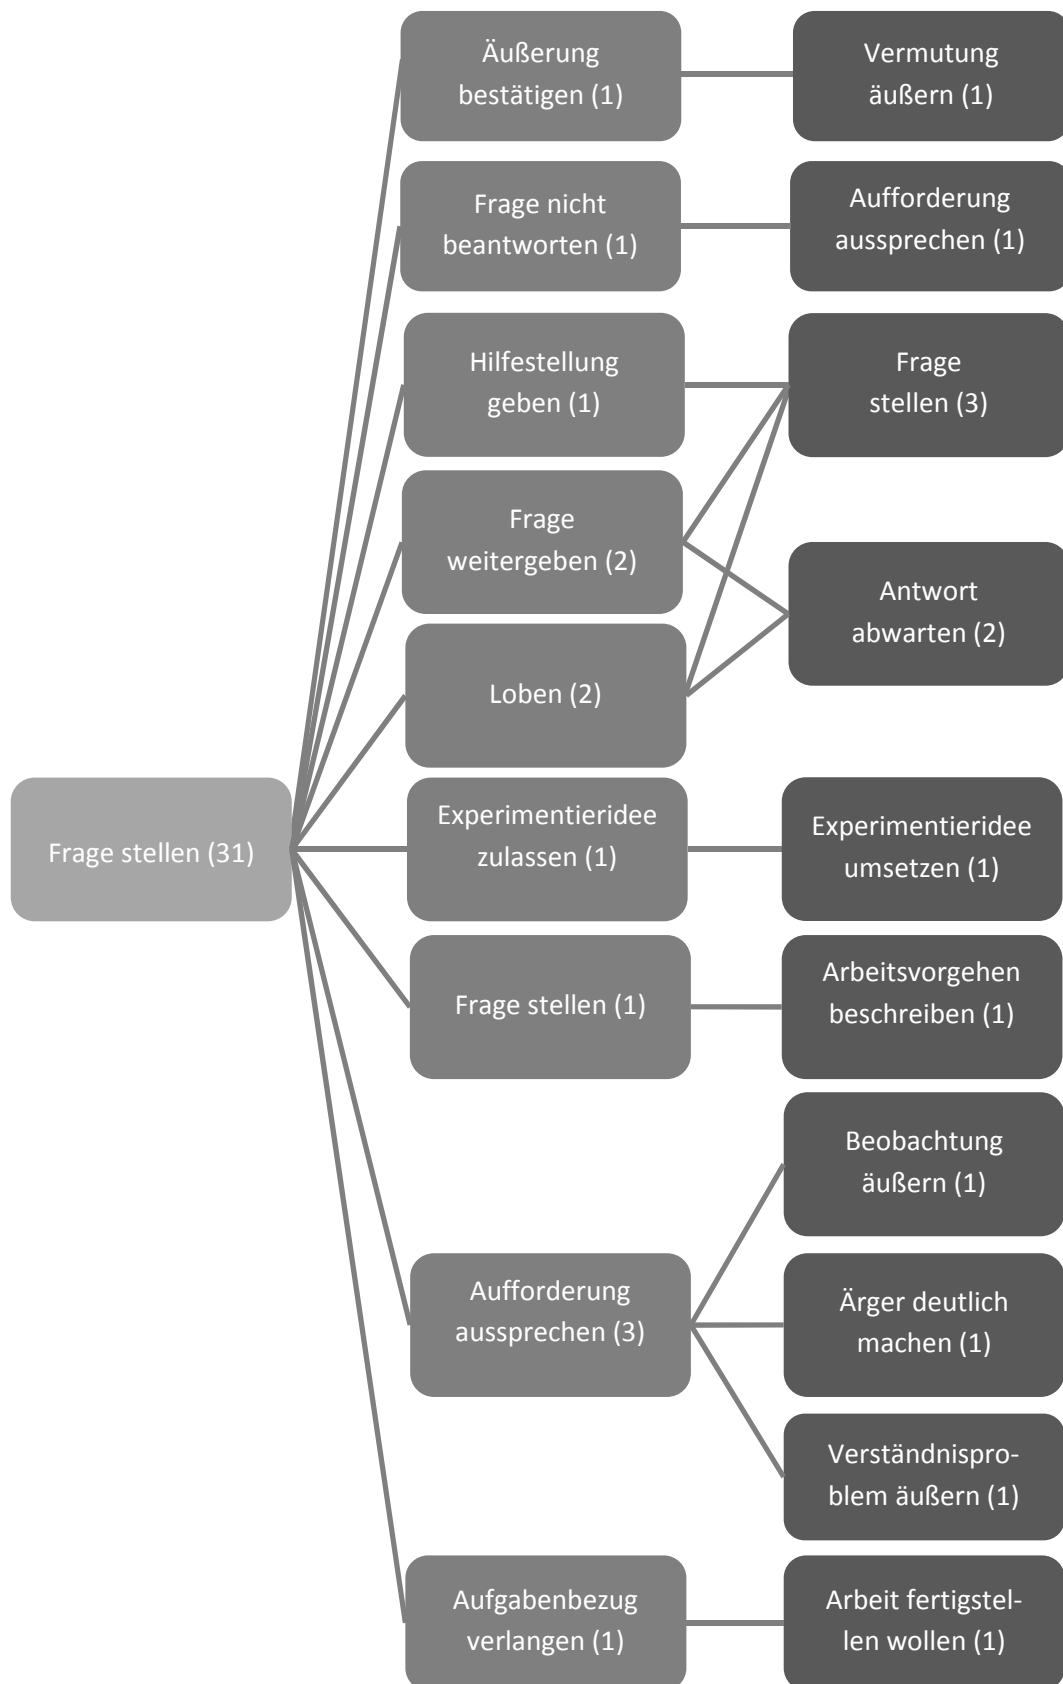 Äußerung
bestätigen (1)
Vermutung
äußern (1)
Frage nicht
beantworten (1)
Aufforderung
aussprechen (1)
Hilfestellung
geben (1)
Frage
stellen (3)
Frage
weitergeben (2)
Antwort
abwarten (2)
Loben (2)
Frage stellen (31)
Experimentieridee
zulassen (1)
Experimentieridee
umsetzen (1)
Frage stellen (1)
Arbeitsvorgehen
beschreiben (1)
Beobachtung
äußern (1)
Aufforderung
aussprechen (3)
Ärger deutlich
machen (1)
Verständnispro-
blem äußern (1)
Aufgabenbezug
verlangen (1)
Arbeit fertigstel-
len wollen (1)